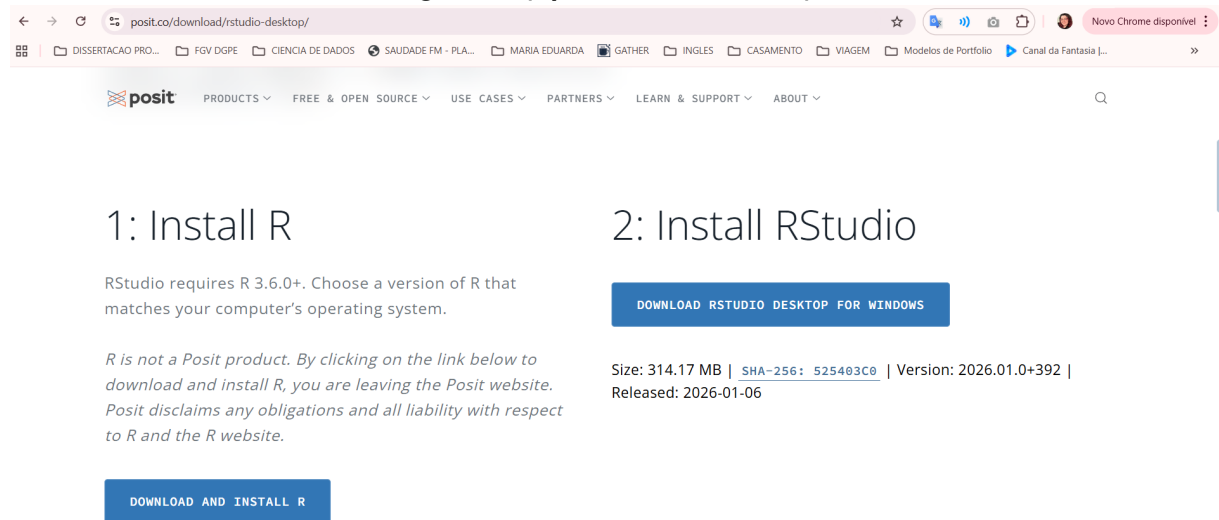 posit.co/download/rstudio-desktop/
Novo Chrome disponível
DISSERTACAO PRO... FGV DGPE CIENCIA DE DADOS SAUDADE FM - PLA... MARIA EDUARDA GATHER INGLES CASAMENTO VIAGEM Modelos de Portfolio Canal da Fantasia |... »
posit PRODUCTS FREE & OPEN SOURCE USE CASES PARTNERS LEARN & SUPPORT ABOUT
1: Install R
RStudio requires R 3.6.0+. Choose a version of R that
matches your computer’s operating system.
R is not a Posit product. By clicking on the link below to
download and install R, you are leaving the Posit website.
Posit disclaims any obligations and all liability with respect
to R and the R website.
DOWNLOAD AND INSTALL R
2: Install RStudio
DOWNLOAD RSTUDIO DESKTOP FOR WINDOWS
Size: 314.17 MB | SHA-256: 525403C0 | Version: 2026.01.0+392 |
Released: 2026-01-06